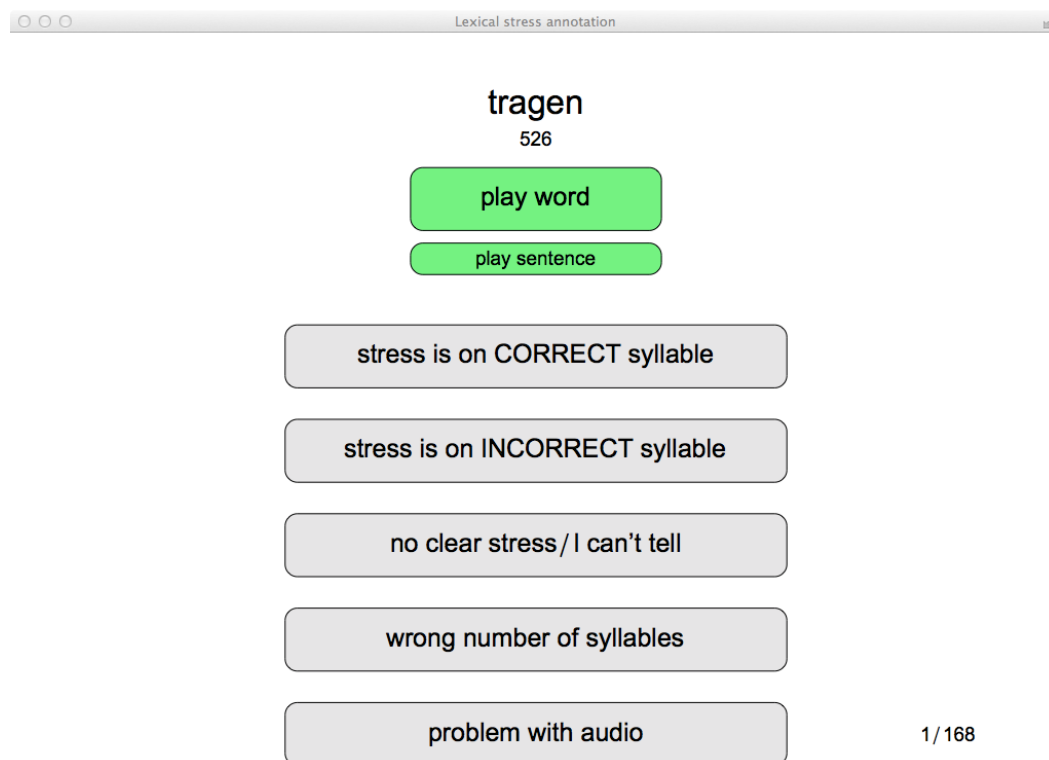 Lexical stress annotation
tragen
526
play word
play sentence
stress is on CORRECT syllable
stress is on INCORRECT syllable
no clear stress/I can't tell
wrong number of syllables
problem with audio
1/168